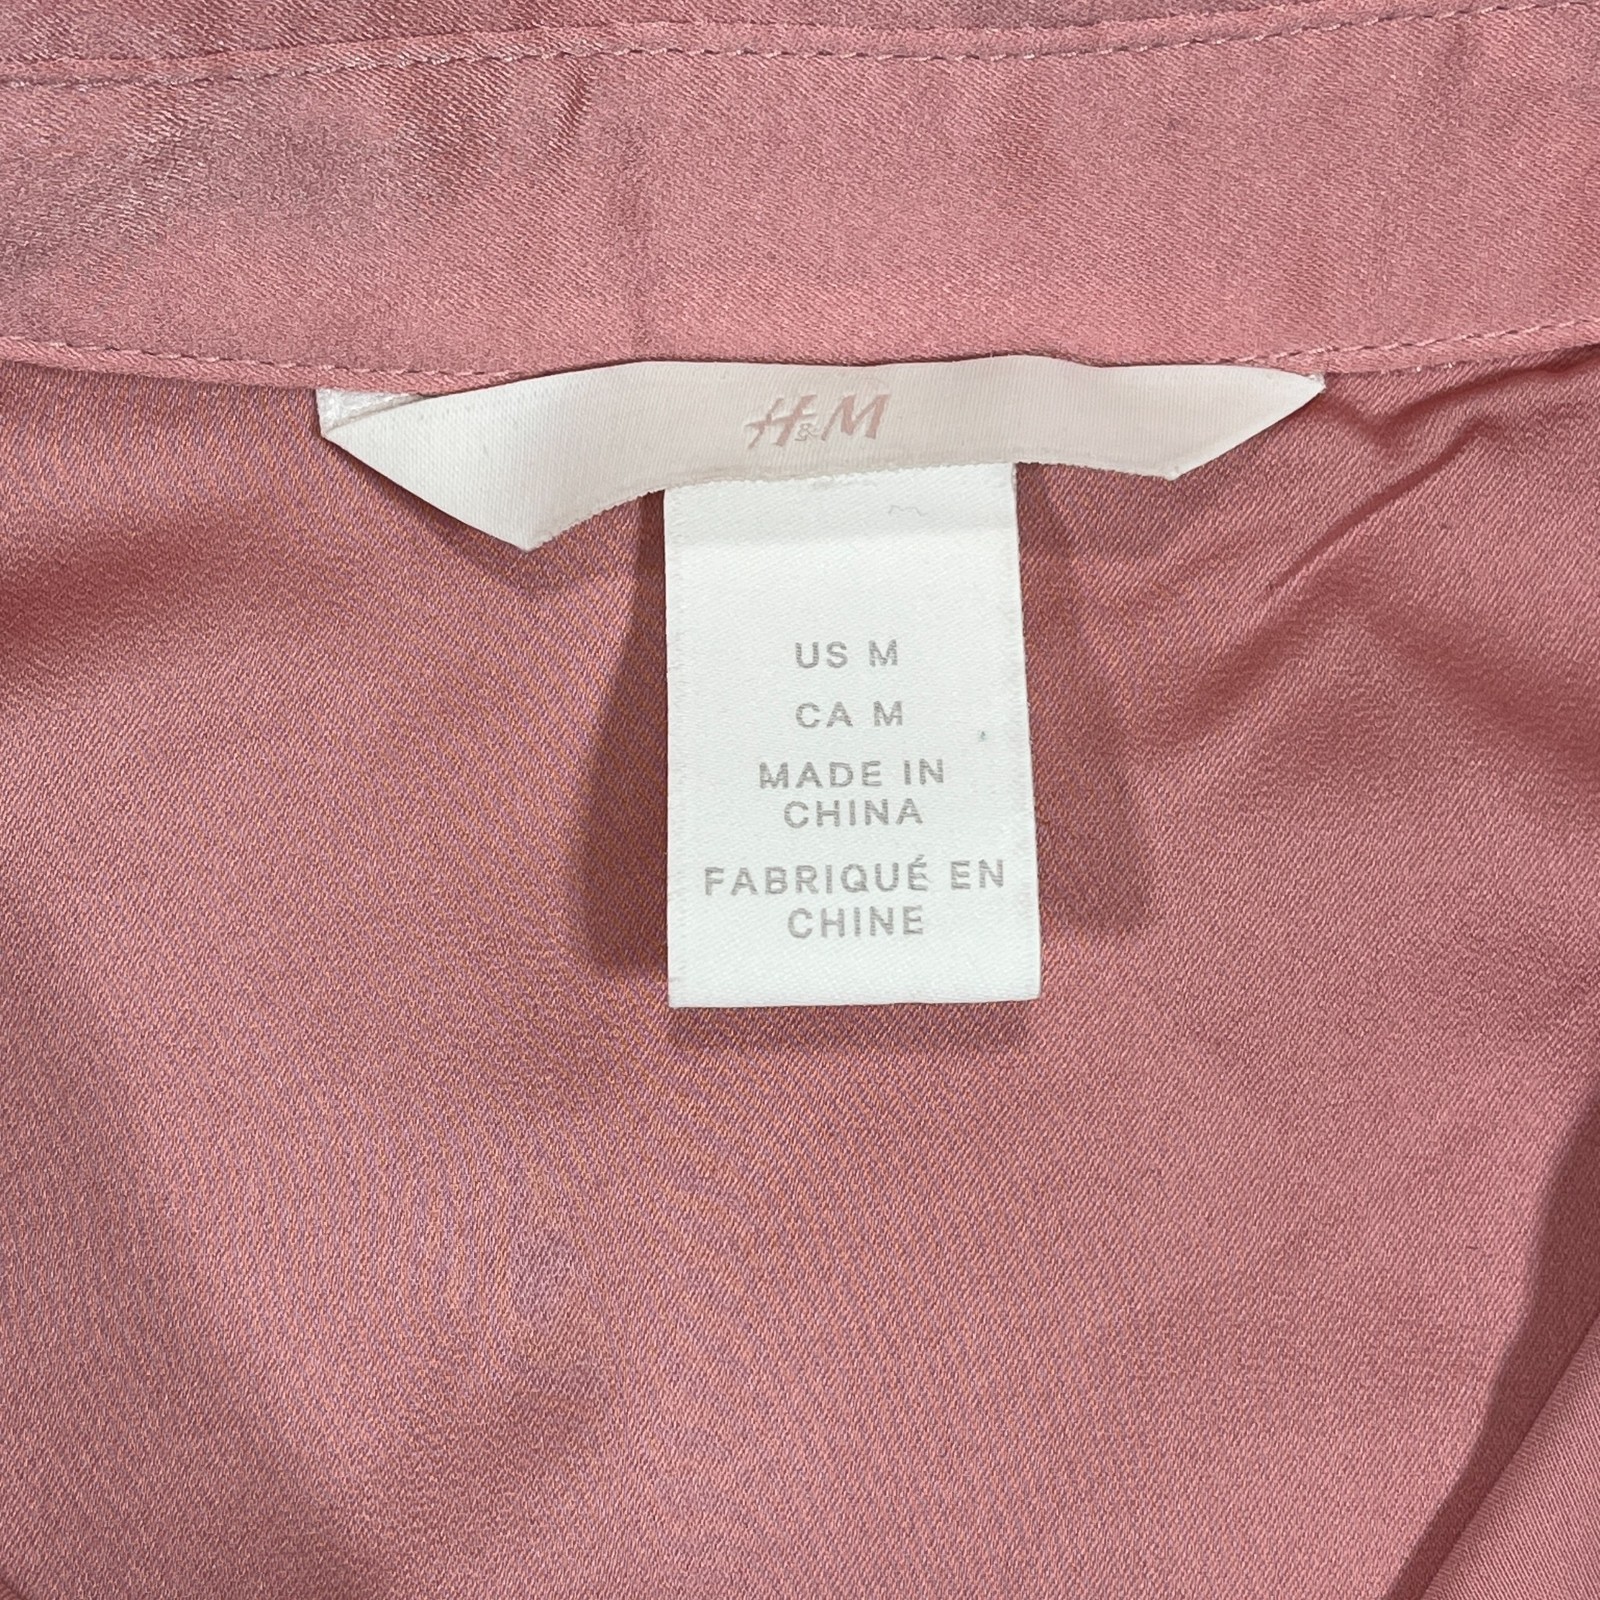 H&M
US M
CA M
MADE IN
CHINA
FABRIQUÉ EN
CHINE